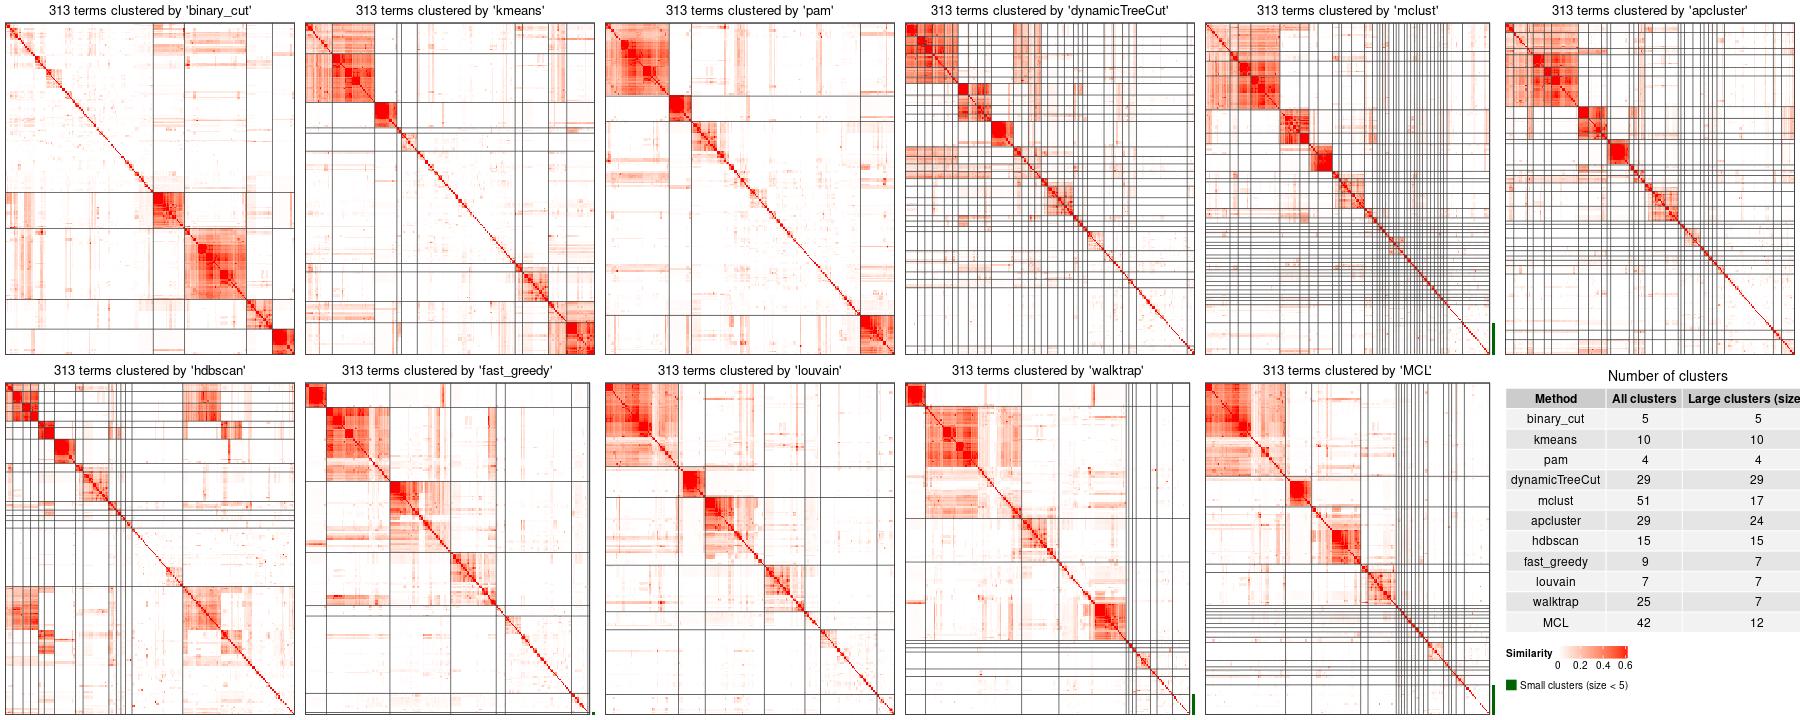 313 terms clustered by 'binary_cut'
313 terms clustered by 'kmeans'
313 terms clustered by 'pam'
313 terms clustered by 'dynamicTreeCut'
313 terms clustered by 'mclust'
313 terms clustered by 'apcluster'
313 terms clustered by 'hdbscan'
313 terms clustered by 'fast_greedy'
313 terms clustered by 'louvain'
313 terms clustered by 'walktrap'
313 terms clustered by 'MCL'
Number of clusters
Method All clusters Large clusters (size
binary_cut 5 5
kmeans 10 10
pam 4 4
dynamicTreeCut 29 29
mclust 51 17
apcluster 29 24
hdbscan 15 15
fast_greedy 9 7
louvain 7 7
walktrap 25 7
MCL 42 12
Similarity
0 0.2 0.4 0.6
Small clusters (size < 5)